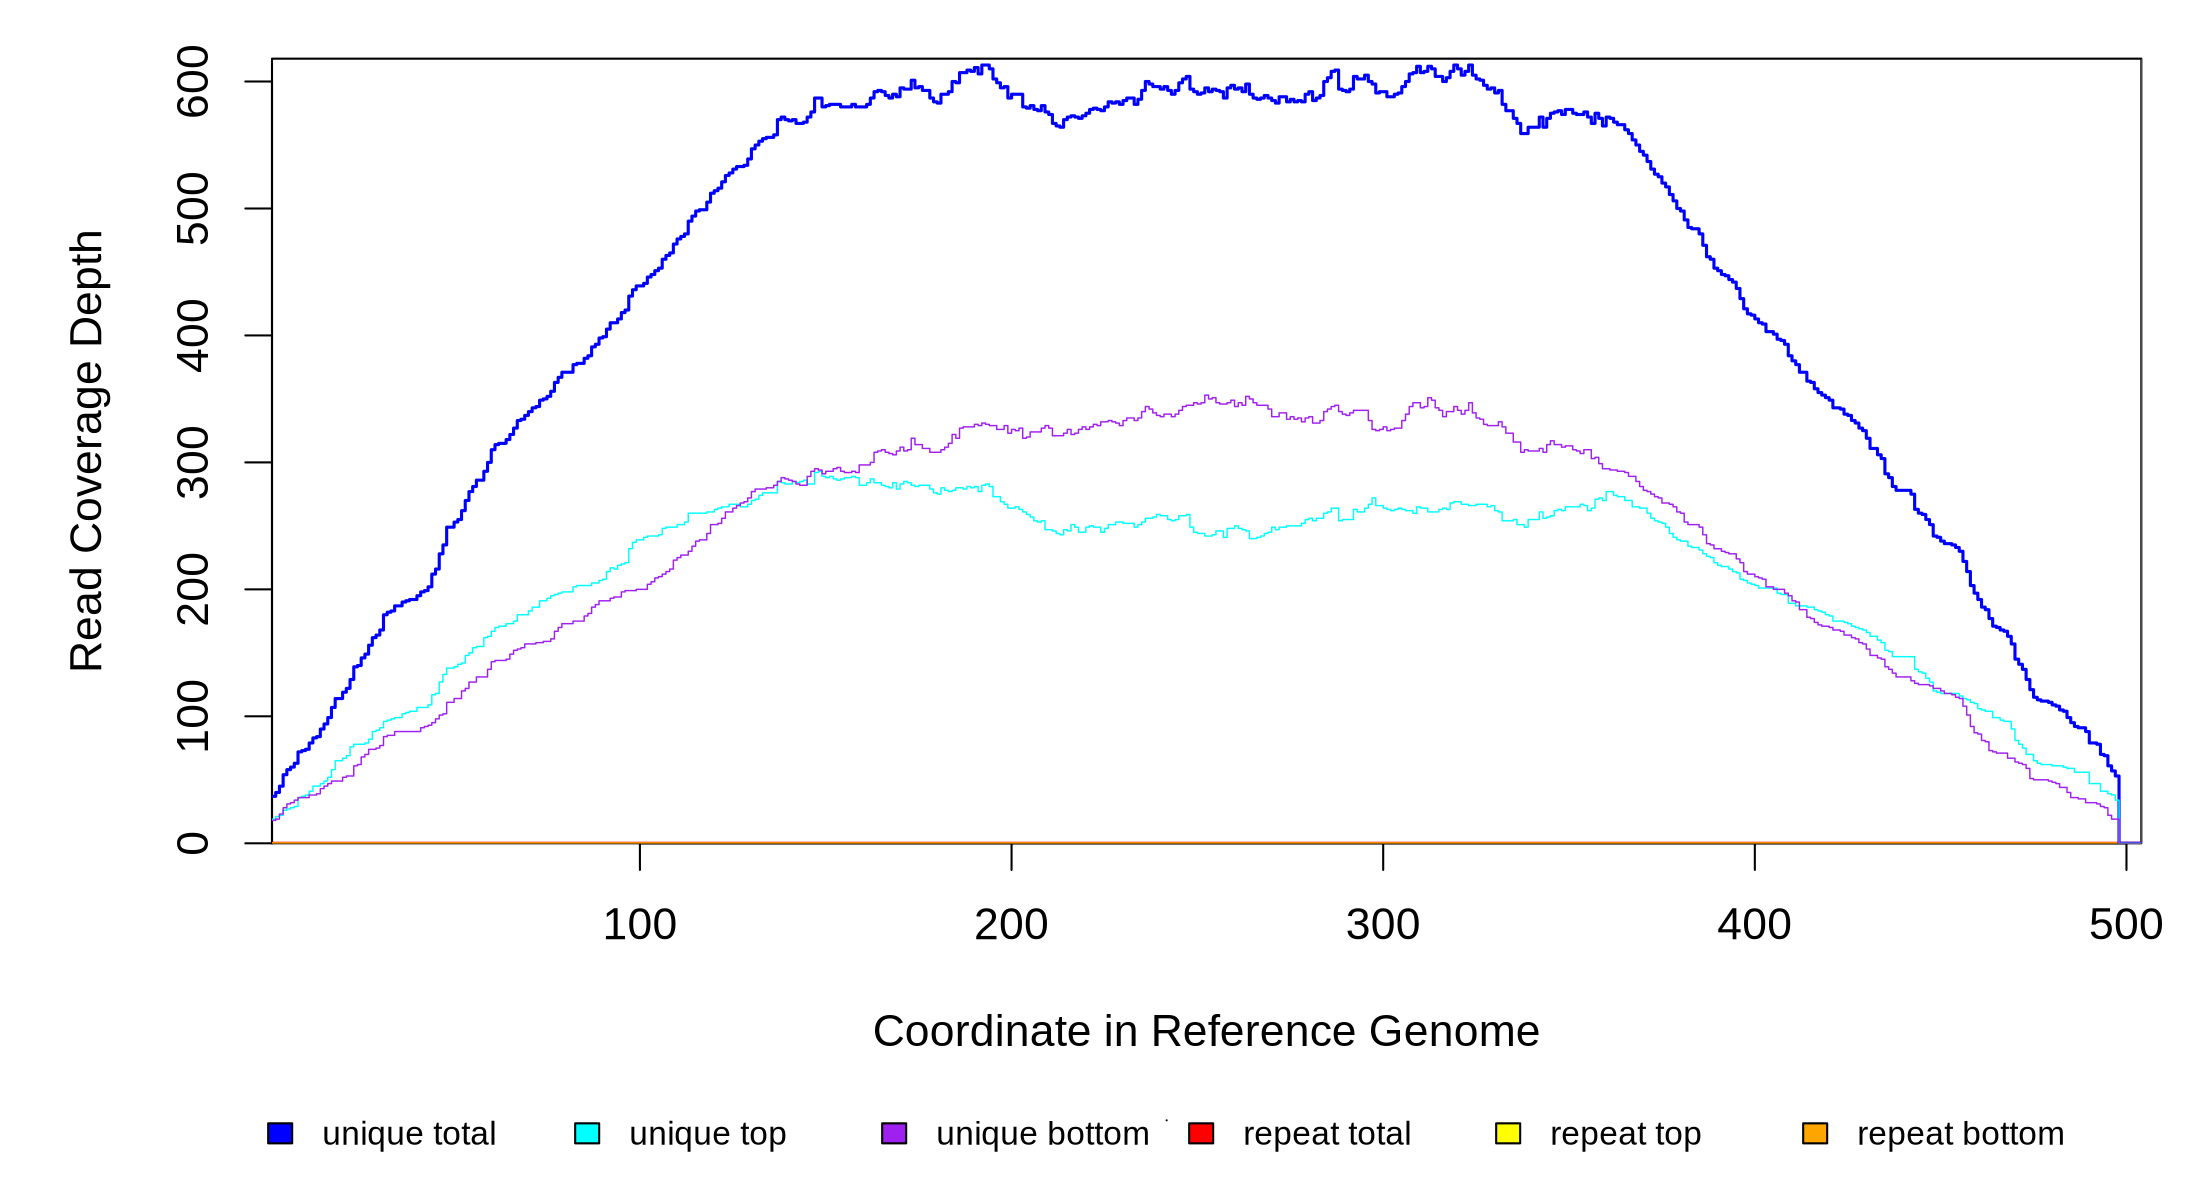 600
500
400
300
200
100
0
Read Coverage Depth
100 200 300 400 500
Coordinate in Reference Genome
unique total unique top unique bottom repeat total repeat top repeat bottom